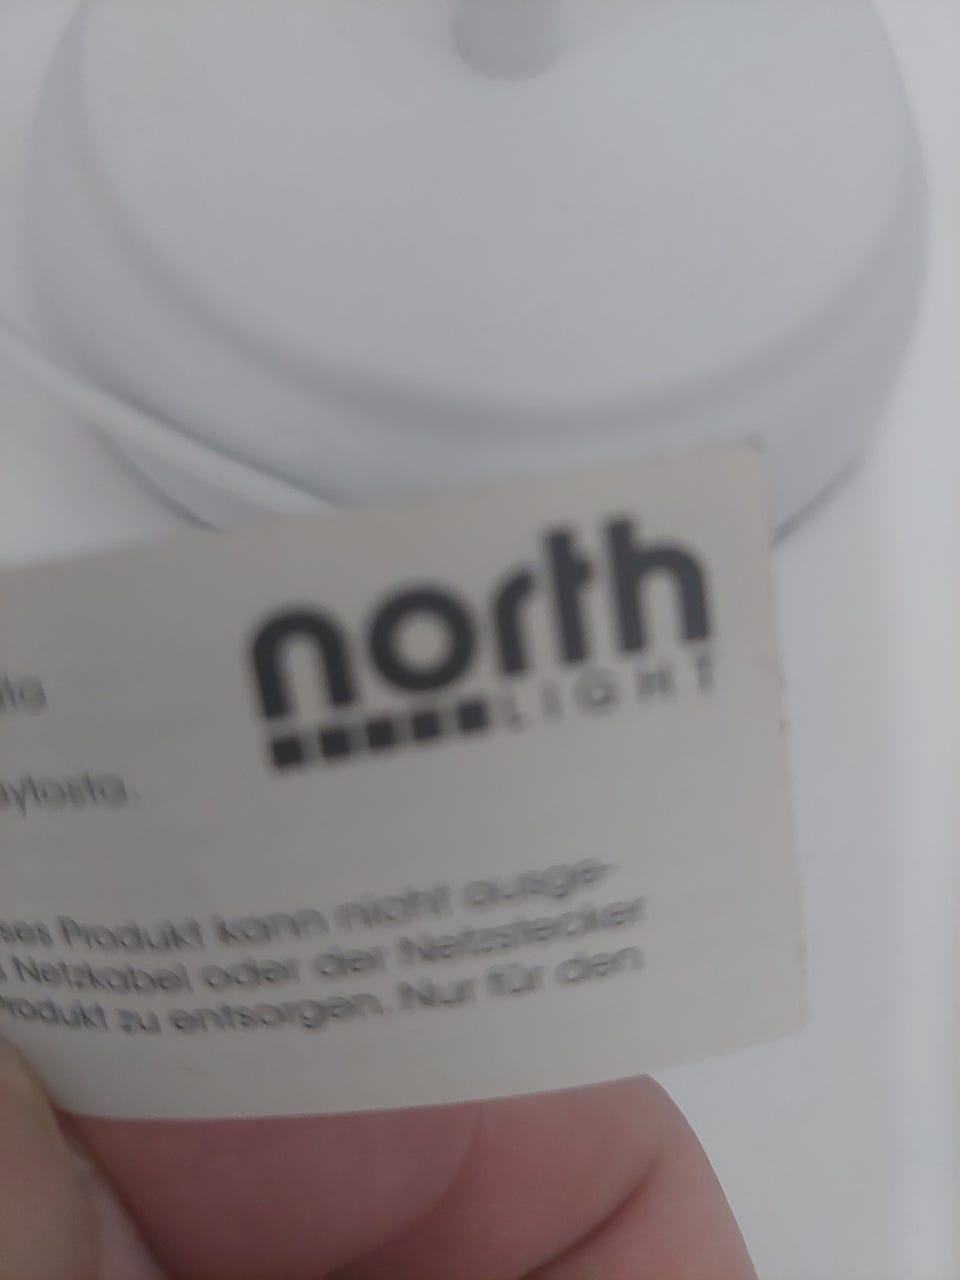 north
LIGHT
Produkt kann nicht ausge-
Netzkabel oder der Netzstecker
Produkt zu entsorgen. Nur für den